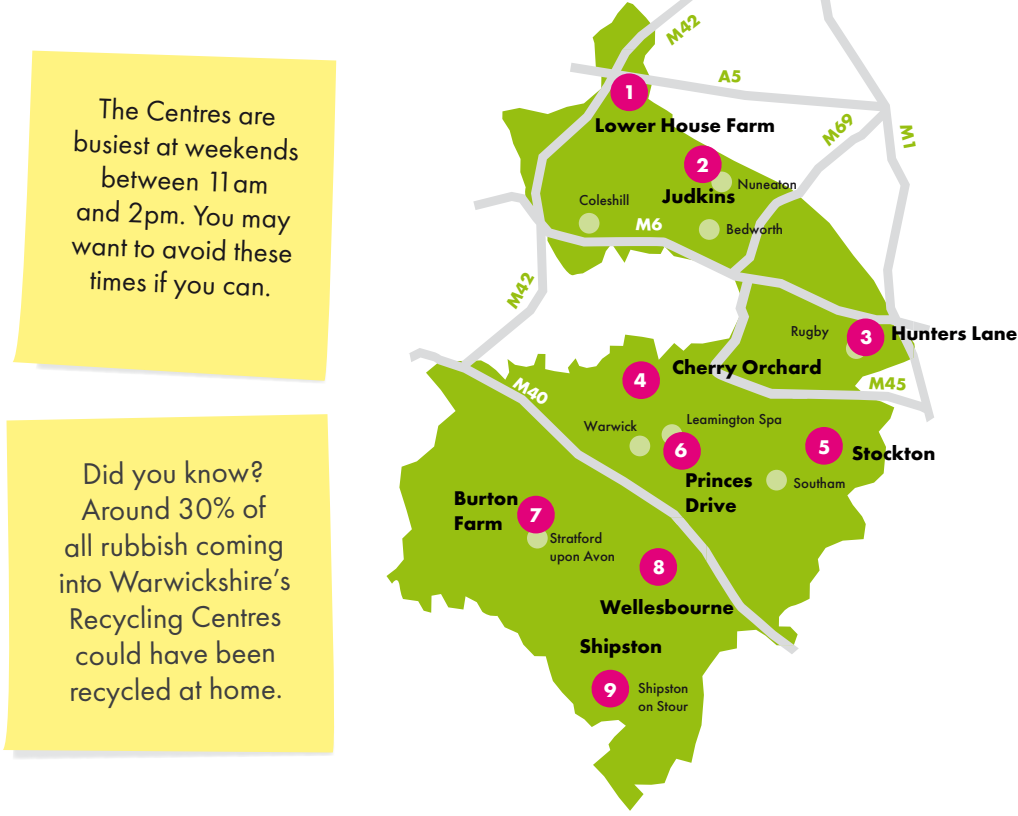 The Centres are
busiest at weekends
between 11am
and 2pm. You may
want to avoid these
times if you can.
Did you know?
Around 30% of
all rubbish coming
into Warwickshire's
Recycling Centres
could have been
recycled at home.
M42
A5
1
Lower House Farm
M69
M1
2
Judkins
Nuneaton
Coleshill
M6
Bedworth
M42
Rugby
3
Hunters Lane
4
Cherry Orchard
M45
M40
Warwick
Leamington Spa
6
5
Stockton
Princes
Drive
Southam
Burton
Farm
7
Stratford
upon Avon
8
Wellesbourne
Shipston
9
Shipston
on Stour